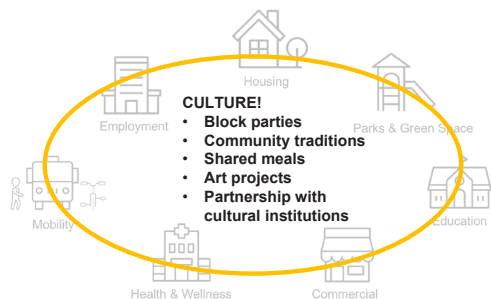 Housing
Employment
Parks & Green Space
CULTURE!
• Block parties
• Community traditions
• Shared meals
• Art projects
• Partnership with
cultural institutions
Mobility
Education
Health & Wellness
Commercial